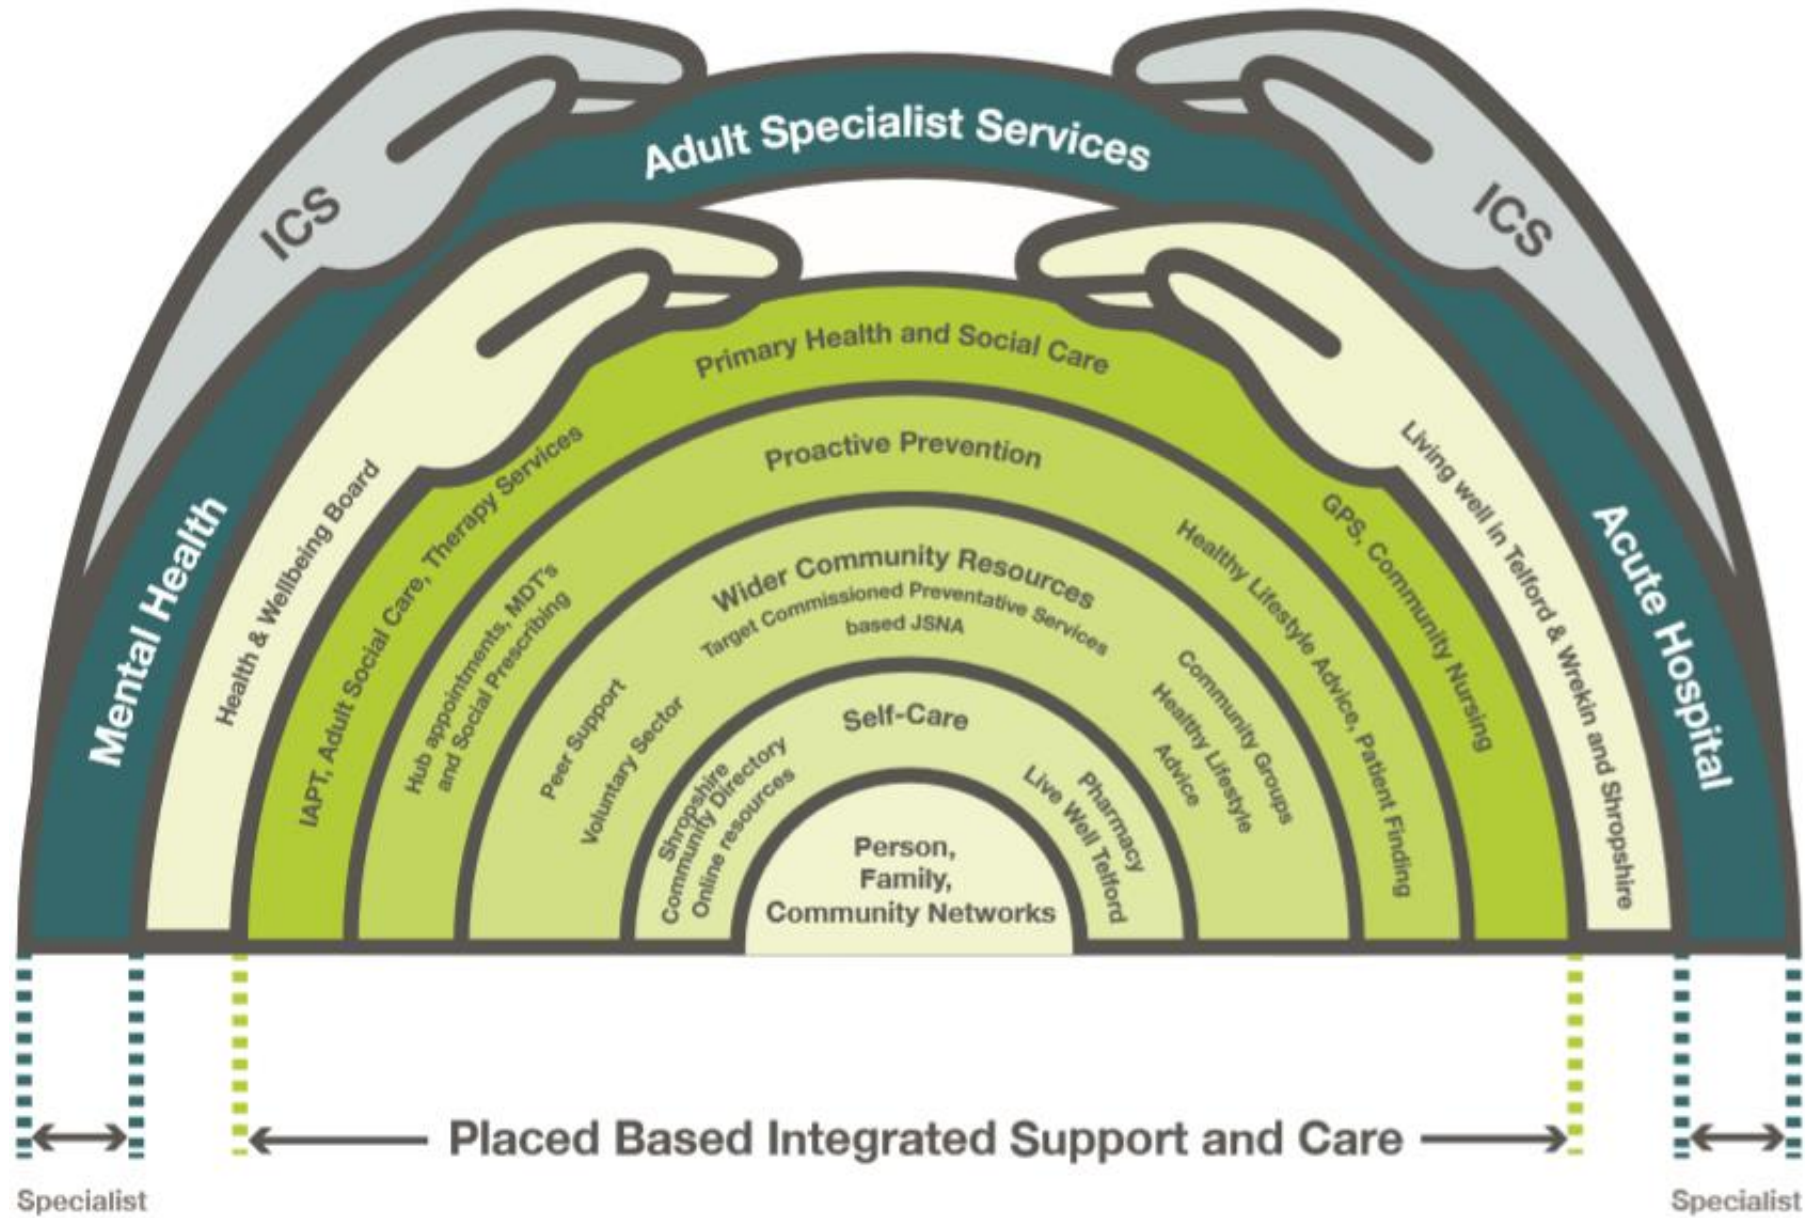 Adult Specialist Services
ICS
ICS
Mental Health
Acute Hospital
Health & Wellbeing Board
Living well in Telford & Wrekin and Shropshire
Primary Health and Social Care
IAPT, Adult Social Care, Therapy Services
GPS, Community Nursing
Proactive Prevention
Hub appointments, MDT's
and Social Prescribing
Healthy Lifestyle Advice, Patient Finding
Wider Community Resources
Target Commissioned Preventative Services
based JSNA
Peer Support
Voluntary Sector
Community Groups
Healthy Lifestyle
Advice
Self-Care
Shropshire
Community Directory
Online resources
Pharmacy
Live Well Telford
Person,
Family,
Community Networks
Placed Based Integrated Support and Care
Specialist
Specialist